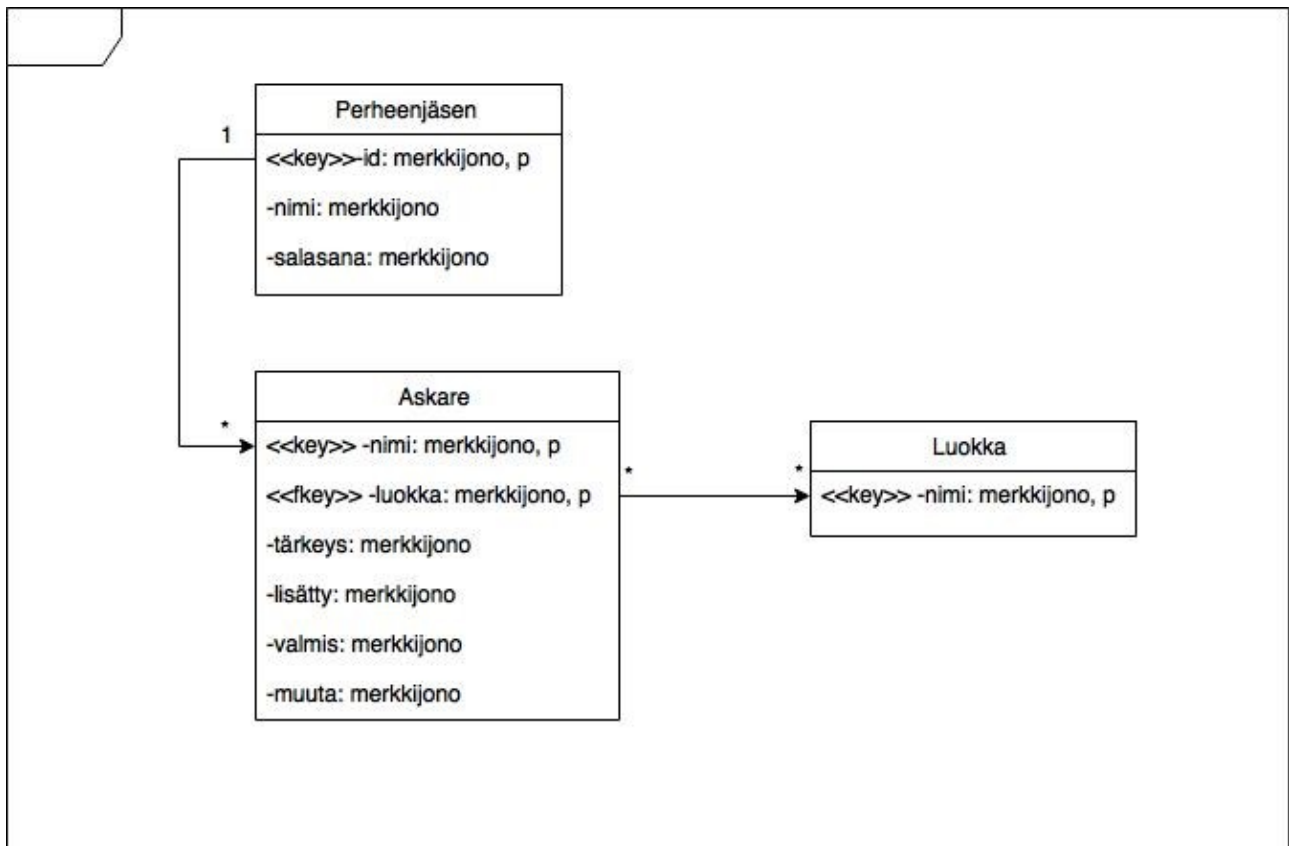 Perheenjäsen
1
<<key>>-id: merkkijono, p
-nimi: merkkijono
-salasana: merkkijono
Askare
*
<<key>> -nimi: merkkijono, p
<<fkey>> -luokka: merkkijono, p
-tärkeys: merkkijono
-lisätty: merkkijono
-valmis: merkkijono
-muuta: merkkijono
*
*
Luokka
<<key>> -nimi: merkkijono, p